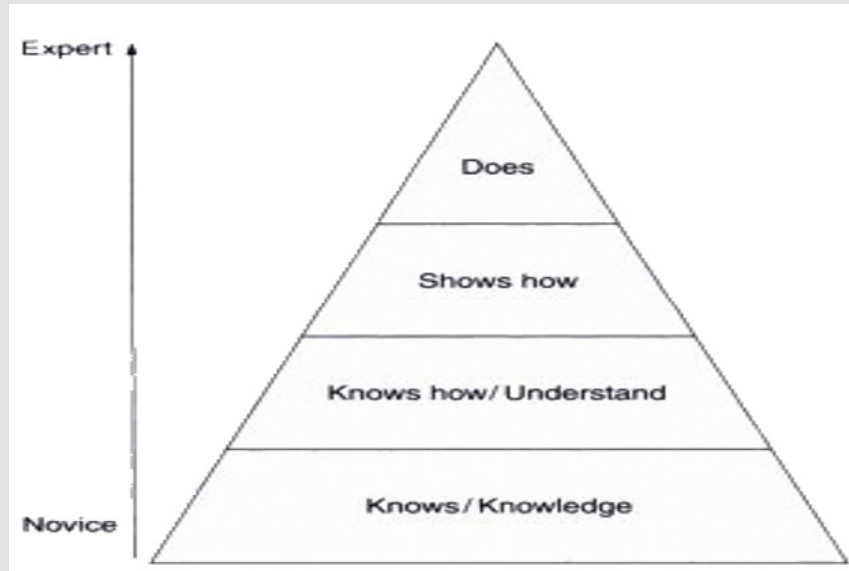 Expert
Does
Shows how
Knows how/Understand
Knows/Knowledge
Novice